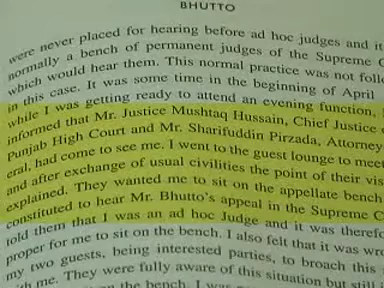 BHUTTO
were never placed for hearing before ad hoc judges and it
normally a bench of permanent judges of the Supreme C
which would hear them. This normal practice was not follo
in this case. It was some time in the beginning of April
while I was getting ready to attend an evening function,
informed that Mr. Justice Mushtaq Hussain, Chief Justice
Punjab High Court and Mr. Sharifuddin Pirzada, Attorney
eral, had come to see me. I went to the guest lounge to meet
and after exchange of usual civilities the point of their vis
explained. They wanted me to sit on the appellate bench
constituted to hear Mr. Bhutto's appeal in the Supreme C
told them that I was an ad hoc Judge and it was therefo
proper for me to sit on the bench. I also felt that it was wro
my two guests, being interested parties, to broach this
with me. They were fully aware of this situation but still
on the bench. I was